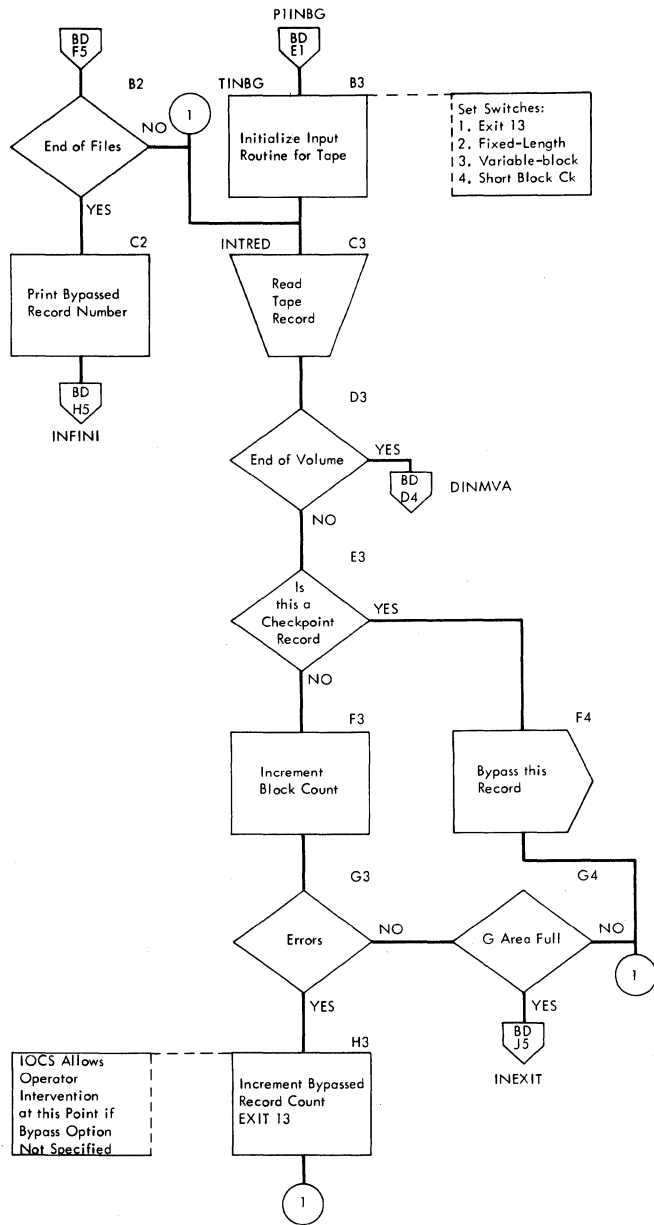 P1INBG
BD
F5
BD
E1
B2
TINBG
B3
1
End of Files
NO
Initialize Input
Routine for Tape
Set Switches:
1. Exit 13
2. Fixed-Length
3. Variable-block
4. Short Block Ck
YES
C2
INTRED
C3
Print Bypassed
Record Number
Read
Tape
Record
BD
H5
INFINI
D3
End of Volume
YES
BD
D4
DINMVA
NO
E3
Is
this a
Checkpoint
Record
YES
NO
F3
F4
Increment
Block Count
Bypass this
Record
G3
G4
Errors
NO
G Area Full
NO
1
YES
YES
H3
BD
J5
INEXIT
IOCS Allows
Operator
Intervention
at this Point if
Bypass Option
Not Specified
Increment Bypassed
Record Count
EXIT 13
1